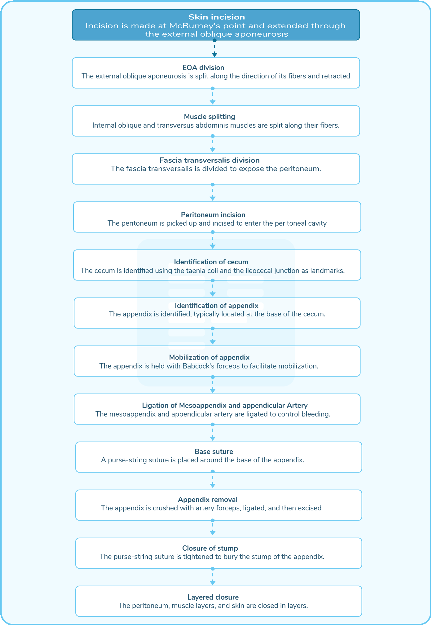 Skin incision
Incision is made at McBurney's point and extended through
the external oblique aponeurosis
EOA division
The external oblique aponeurosis is split along the direction of its fibers and retracted
Muscle splitting
Internal oblique and transversus abdominis muscles are split along their fibers.
Fascia transversalis division
The fascia transversalis is divided to expose the peritoneum.
Peritoneum incision
The peritoneum is picked up and incised to enter the peritoneal cavity
Identification of cecum
The cecum is identified using the taenia coli and the ileocecal junction as landmarks.
Identification of appendix
The appendix is identified, typically located at the base of the cecum.
Mobilization of appendix
The appendix is held with Babcock's forceps to facilitate mobilization.
Ligation of Mesoappendix and appendicular Artery
The mesoappendix and appendicular artery are ligated to control bleeding.
Base suture
A purse-string suture is placed around the base of the appendix.
Appendix removal
The appendix is crushed with artery forceps, ligated, and then excised
Closure of stump
The purse-string suture is tightened to bury the stump of the appendix.
Layered closure
The peritoneum, muscle layers, and skin are closed in layers.